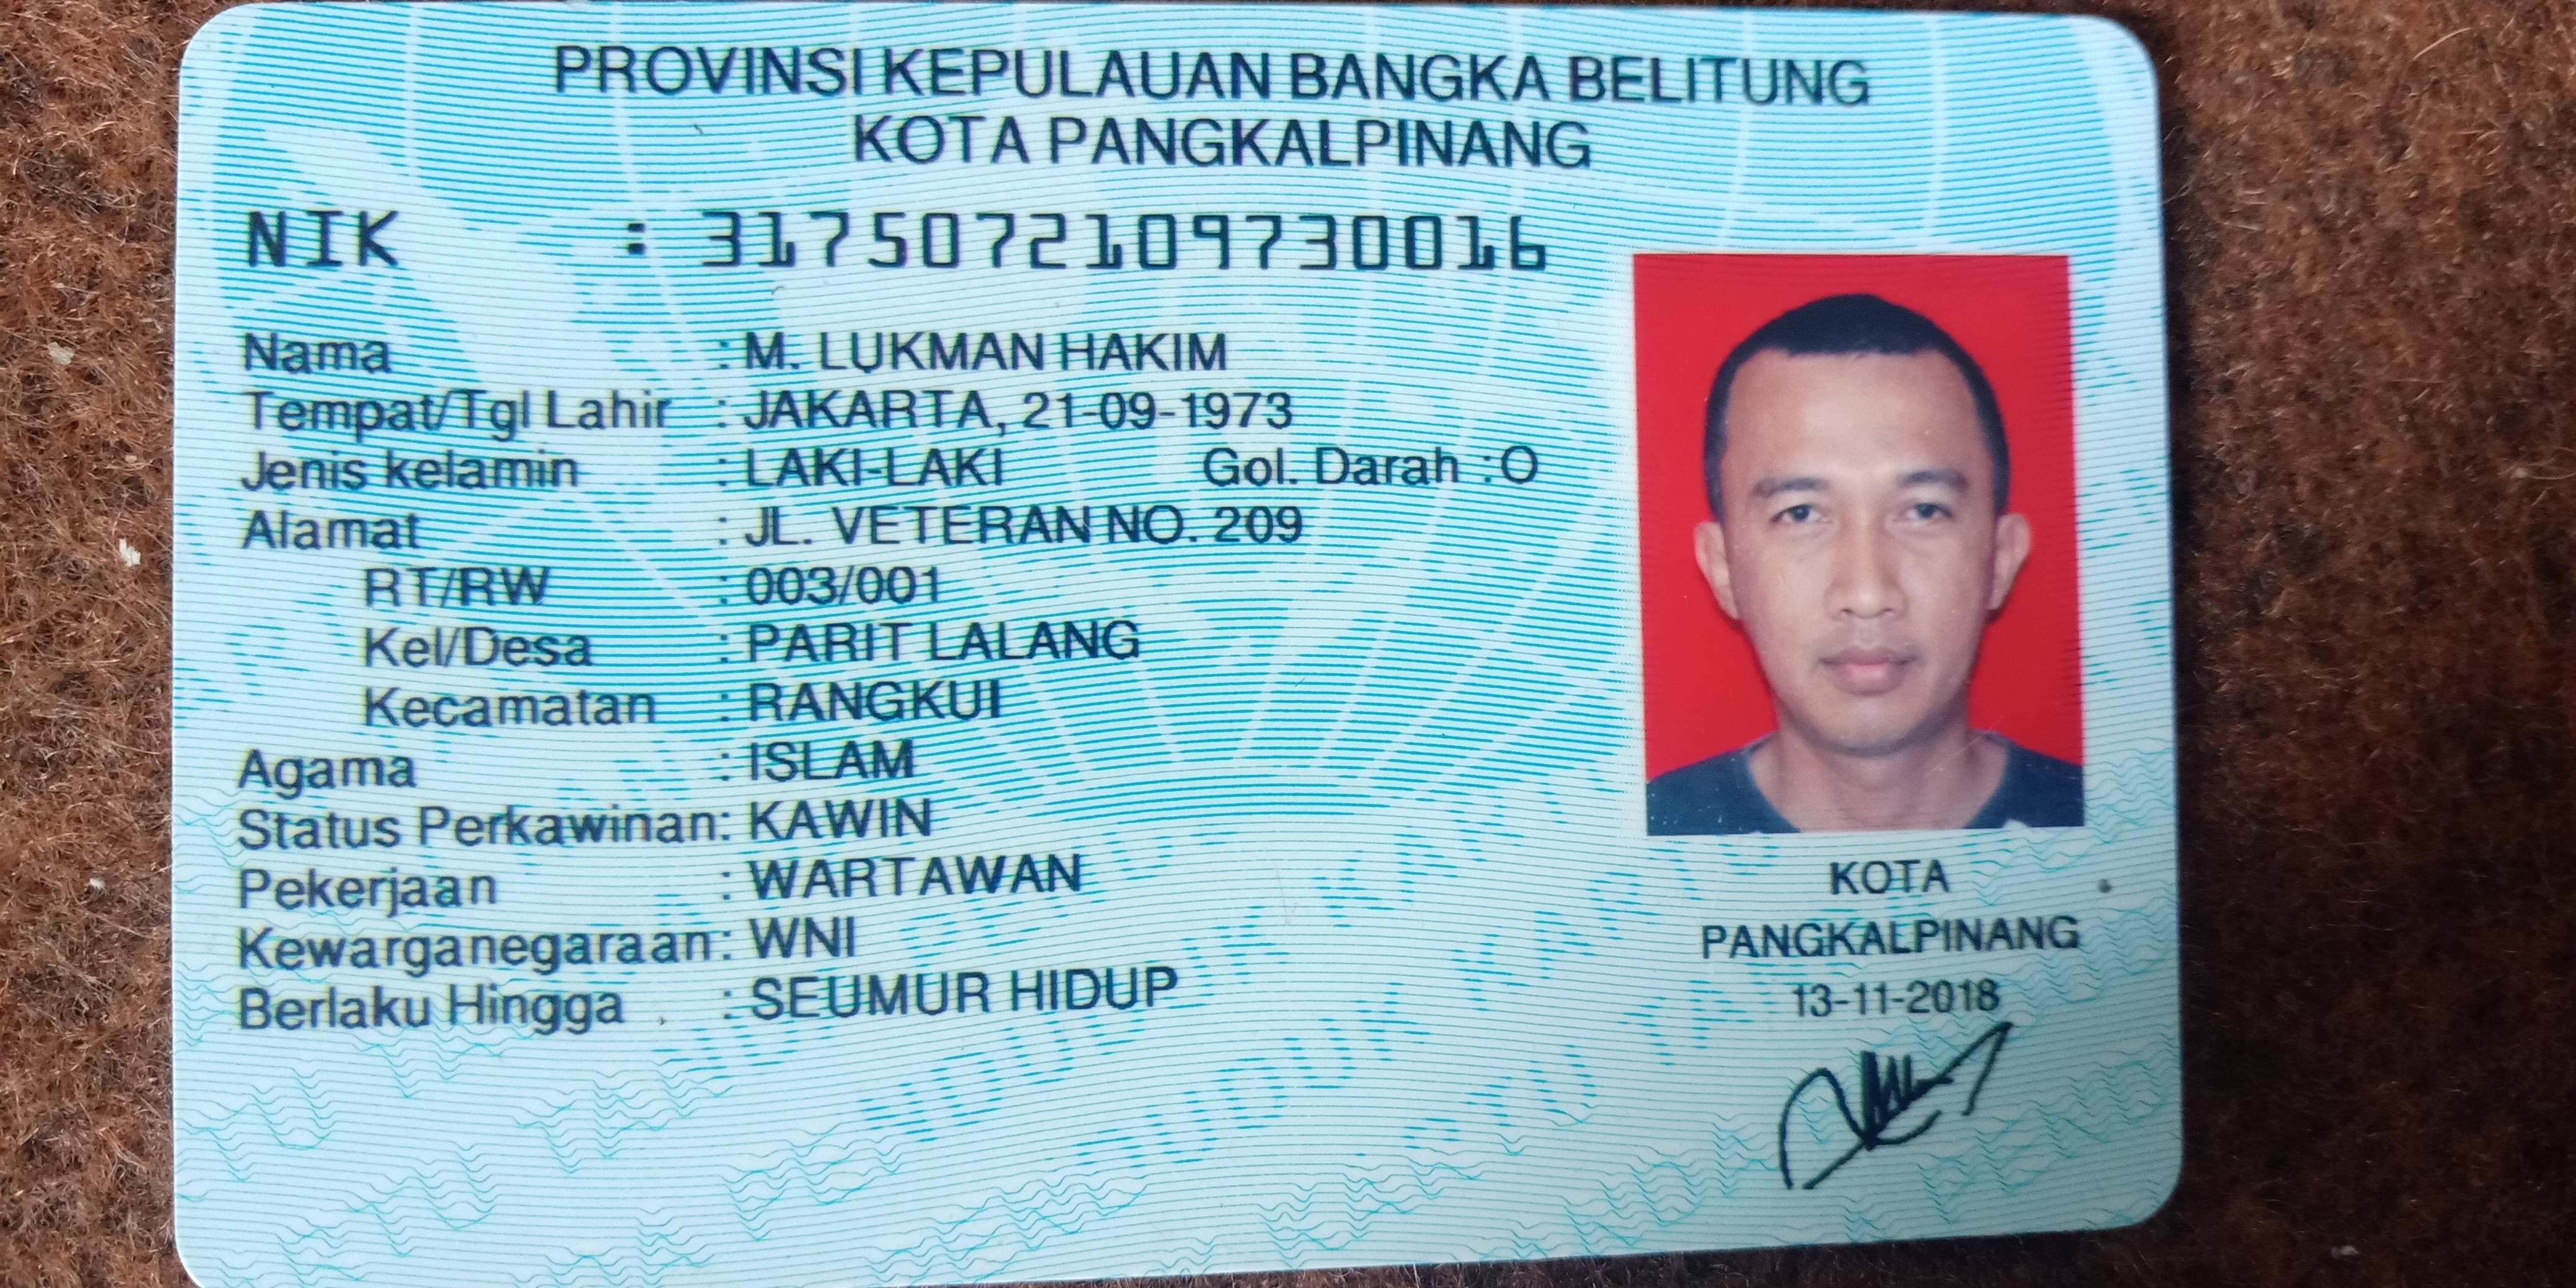 PROVINSI KEPULAUAN BANGKA BELITUNG
KOTA PANGKALPINANG
NIK : 3175072109730016
Nama : M. LUKMAN HAKIM
Tempat/Tgl Lahir : JAKARTA, 21-09-1973
Jenis kelamin : LAKI-LAKI Gol. Darah : O
Alamat : JL. VETERAN NO. 209
RT/RW : 003/001
Kel/Desa : PARIT LALANG
Kecamatan : RANGKUI
Agama : ISLAM
Status Perkawinan: KAWIN
Pekerjaan : WARTAWAN
Kewarganegaraan: WNI
Berlaku Hingga : SEUMUR HIDUP
KOTA
PANGKALPINANG
13-11-2018